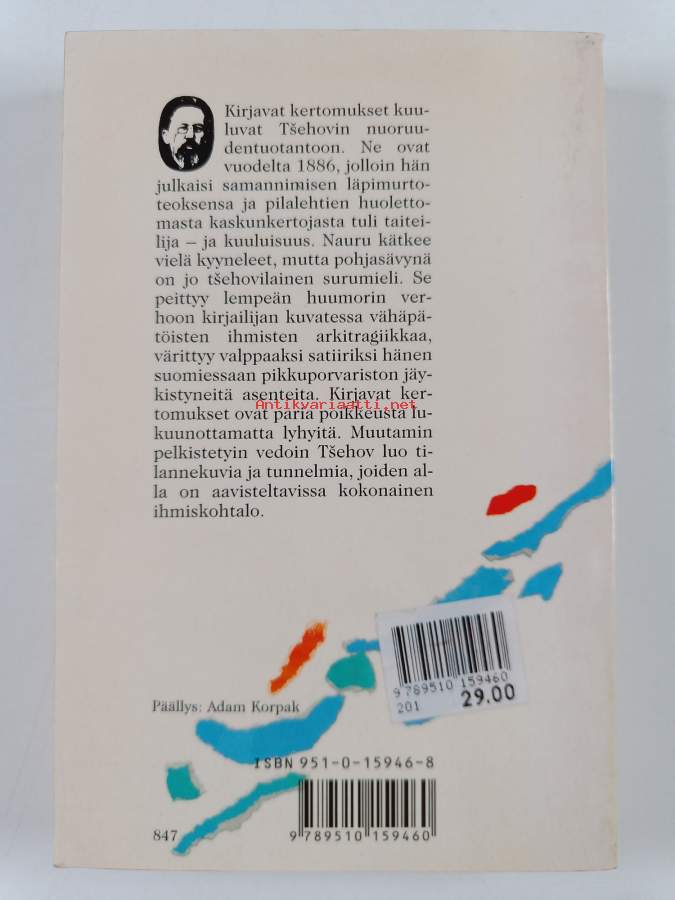 Kirjavat kertomukset kuu-
luvat Tšehovin nuoruu-
dentuotantoon. Ne ovat
vuodelta 1886, jolloin hän
julkaisi samannimisen läpimurto-
teoksensa ja pilalehtien huoletto-
masta kaskunkertojasta tuli taitei-
lija – ja kuuluisuus. Nauru kätkee
vielä kyyneleet, mutta pohjasävynä
on jo tšehovilainen surumieli. Se
peittyy lempeän huumorin ver-
hoon kirjailijan kuvatessa vähäpä-
töisten ihmisten arkitragiikkaa,
värittyy valppaaksi satiiriksi hänen
suomiessaan pikkuporvariston jäy-
kistyneitä asenteita. Kirjavat ker-
Antikvariaatti.net
tomukset ovat paria poikkeusta lu-
kuunottamatta lyhyitä. Muutamin
pelkistetyin vedoin Tšehov luo ti-
lannekuvia ja tunnelmia, joiden al-
la on aavisteltavissa kokonainen
ihmiskohtalo.
9 789510 159460
201 29.00
Päällys: Adam Korpak
ISBN 951-0-15946-8
9 789510 159460
847